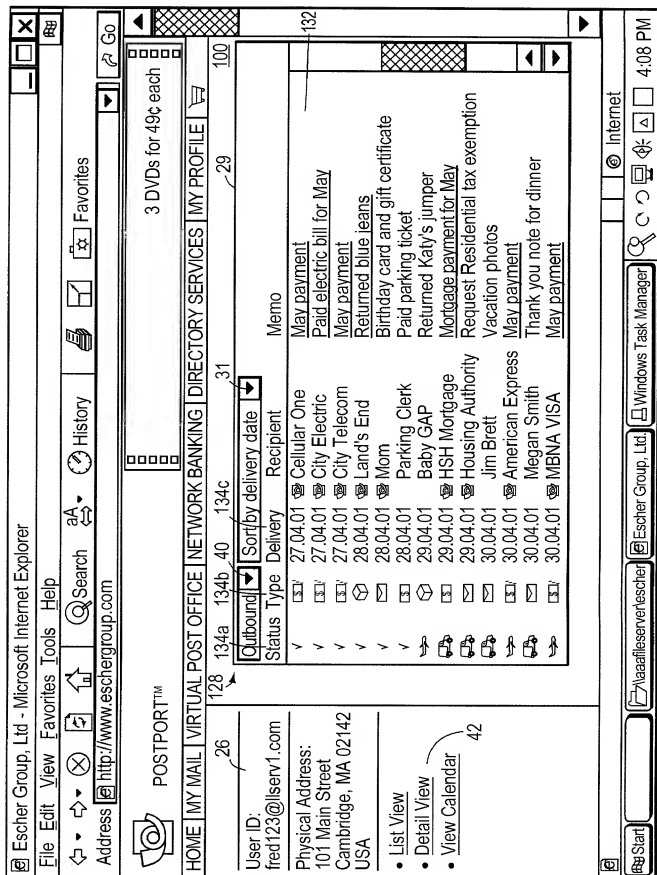 Escher Group, Ltd - Microsoft Internet Explorer
File Edit View Favorites Tools Help
Search aA History Favorites
Address http://www.eschergroup.com Go
POSTPORT™
3 DVDs for 49¢ each
HOME MY MAIL VIRTUAL POST OFFICE NETWORK BANKING DIRECTORY SERVICES MY PROFILE
128 134a 134b 40 134c 31 29 100
26
User ID:
fred123@llserv1.com
Physical Address:
101 Main Street
Cambridge, MA 02142
USA
• List View
• Detail View
• View Calendar
42
Outbound Sort by delivery date
Status Type Delivery Recipient Memo
√ $ 27.04.01 Cellular One May payment
√ $ 27.04.01 City Electric Paid electric bill for May
√ $ 27.04.01 City Telecom May payment
√ 28.04.01 Land's End Returned blue jeans
√ 28.04.01 Mom Birthday card and gift certificate
√ $ 28.04.01 Parking Clerk Paid parking ticket
29.04.01 Baby GAP Returned Katy's jumper
$ 29.04.01 HSH Mortgage Mortgage payment for May
29.04.01 Housing Authority Request Residential tax exemption
30.04.01 Jim Brett Vacation photos
$ 30.04.01 American Express May payment
30.04.01 Megan Smith Thank you note for dinner
$ 30.04.01 MBNA VISA May payment
132
Internet
Start \\aaafileserver\escher Escher Group, Ltd. Windows Task Manager 4:08 PM